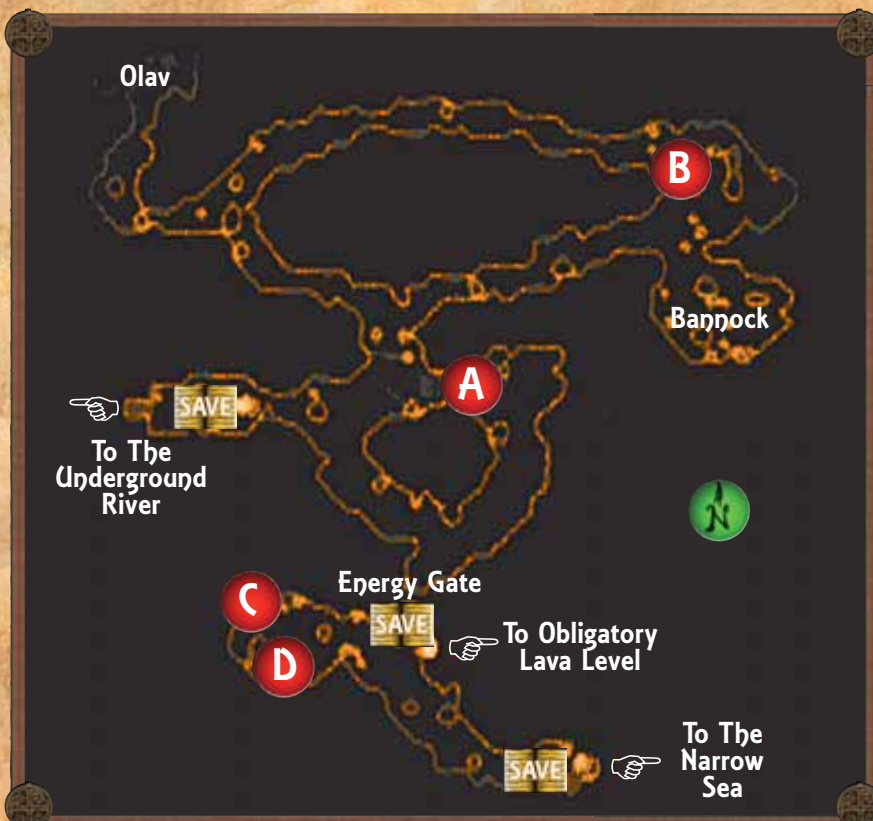 Olav
B
Bannock
A
SAVE
To The
Underground
River
N
Energy Gate
C
SAVE
To Obligatory
Lava Level
D
To The
Narrow
Sea
SAVE